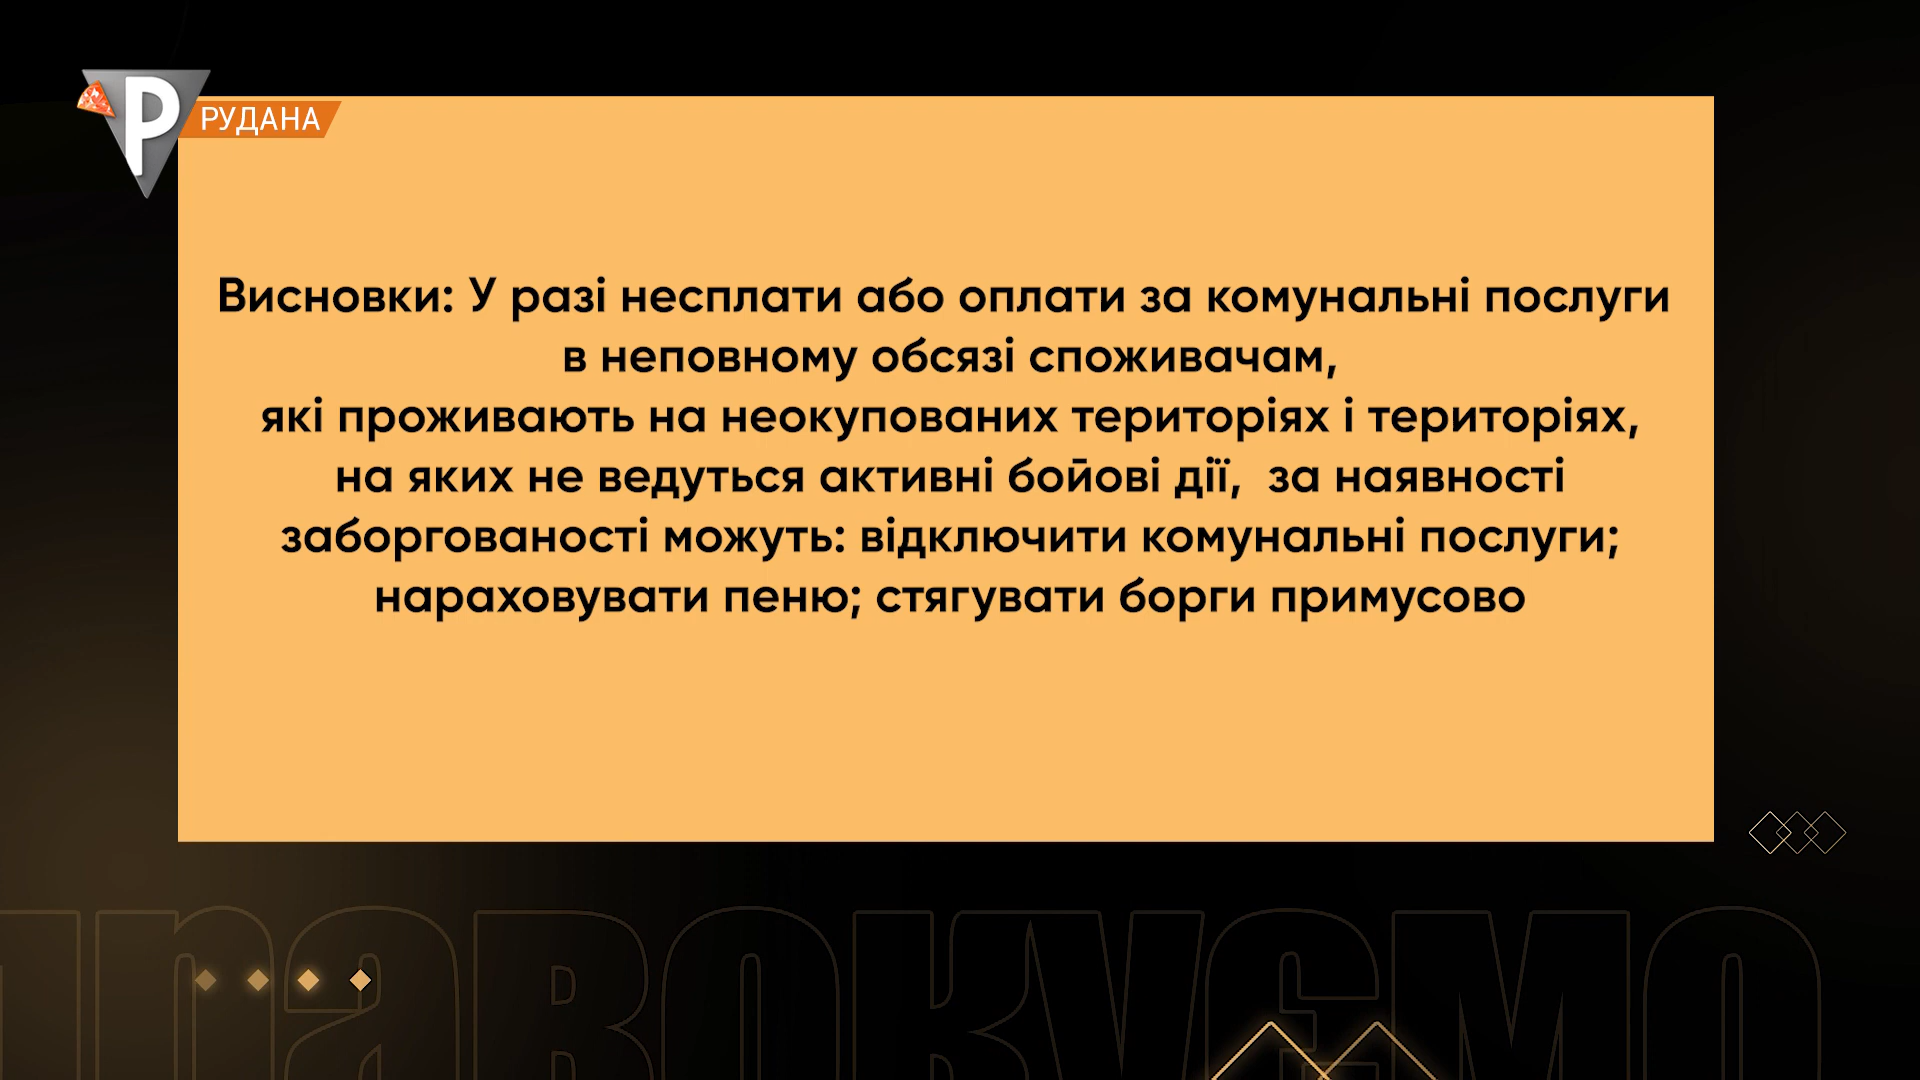 Р
РУДАНА
Висновки: У разі несплати або оплати за комунальні послуги
в неповному обсязі споживачам,
які проживають на неокупованих територіях і територіях,
на яких не ведуться активні бойові дії,  за наявності
заборгованості можуть: відключити комунальні послуги;
нараховувати пеню; стягувати борги примусово
правокуємо